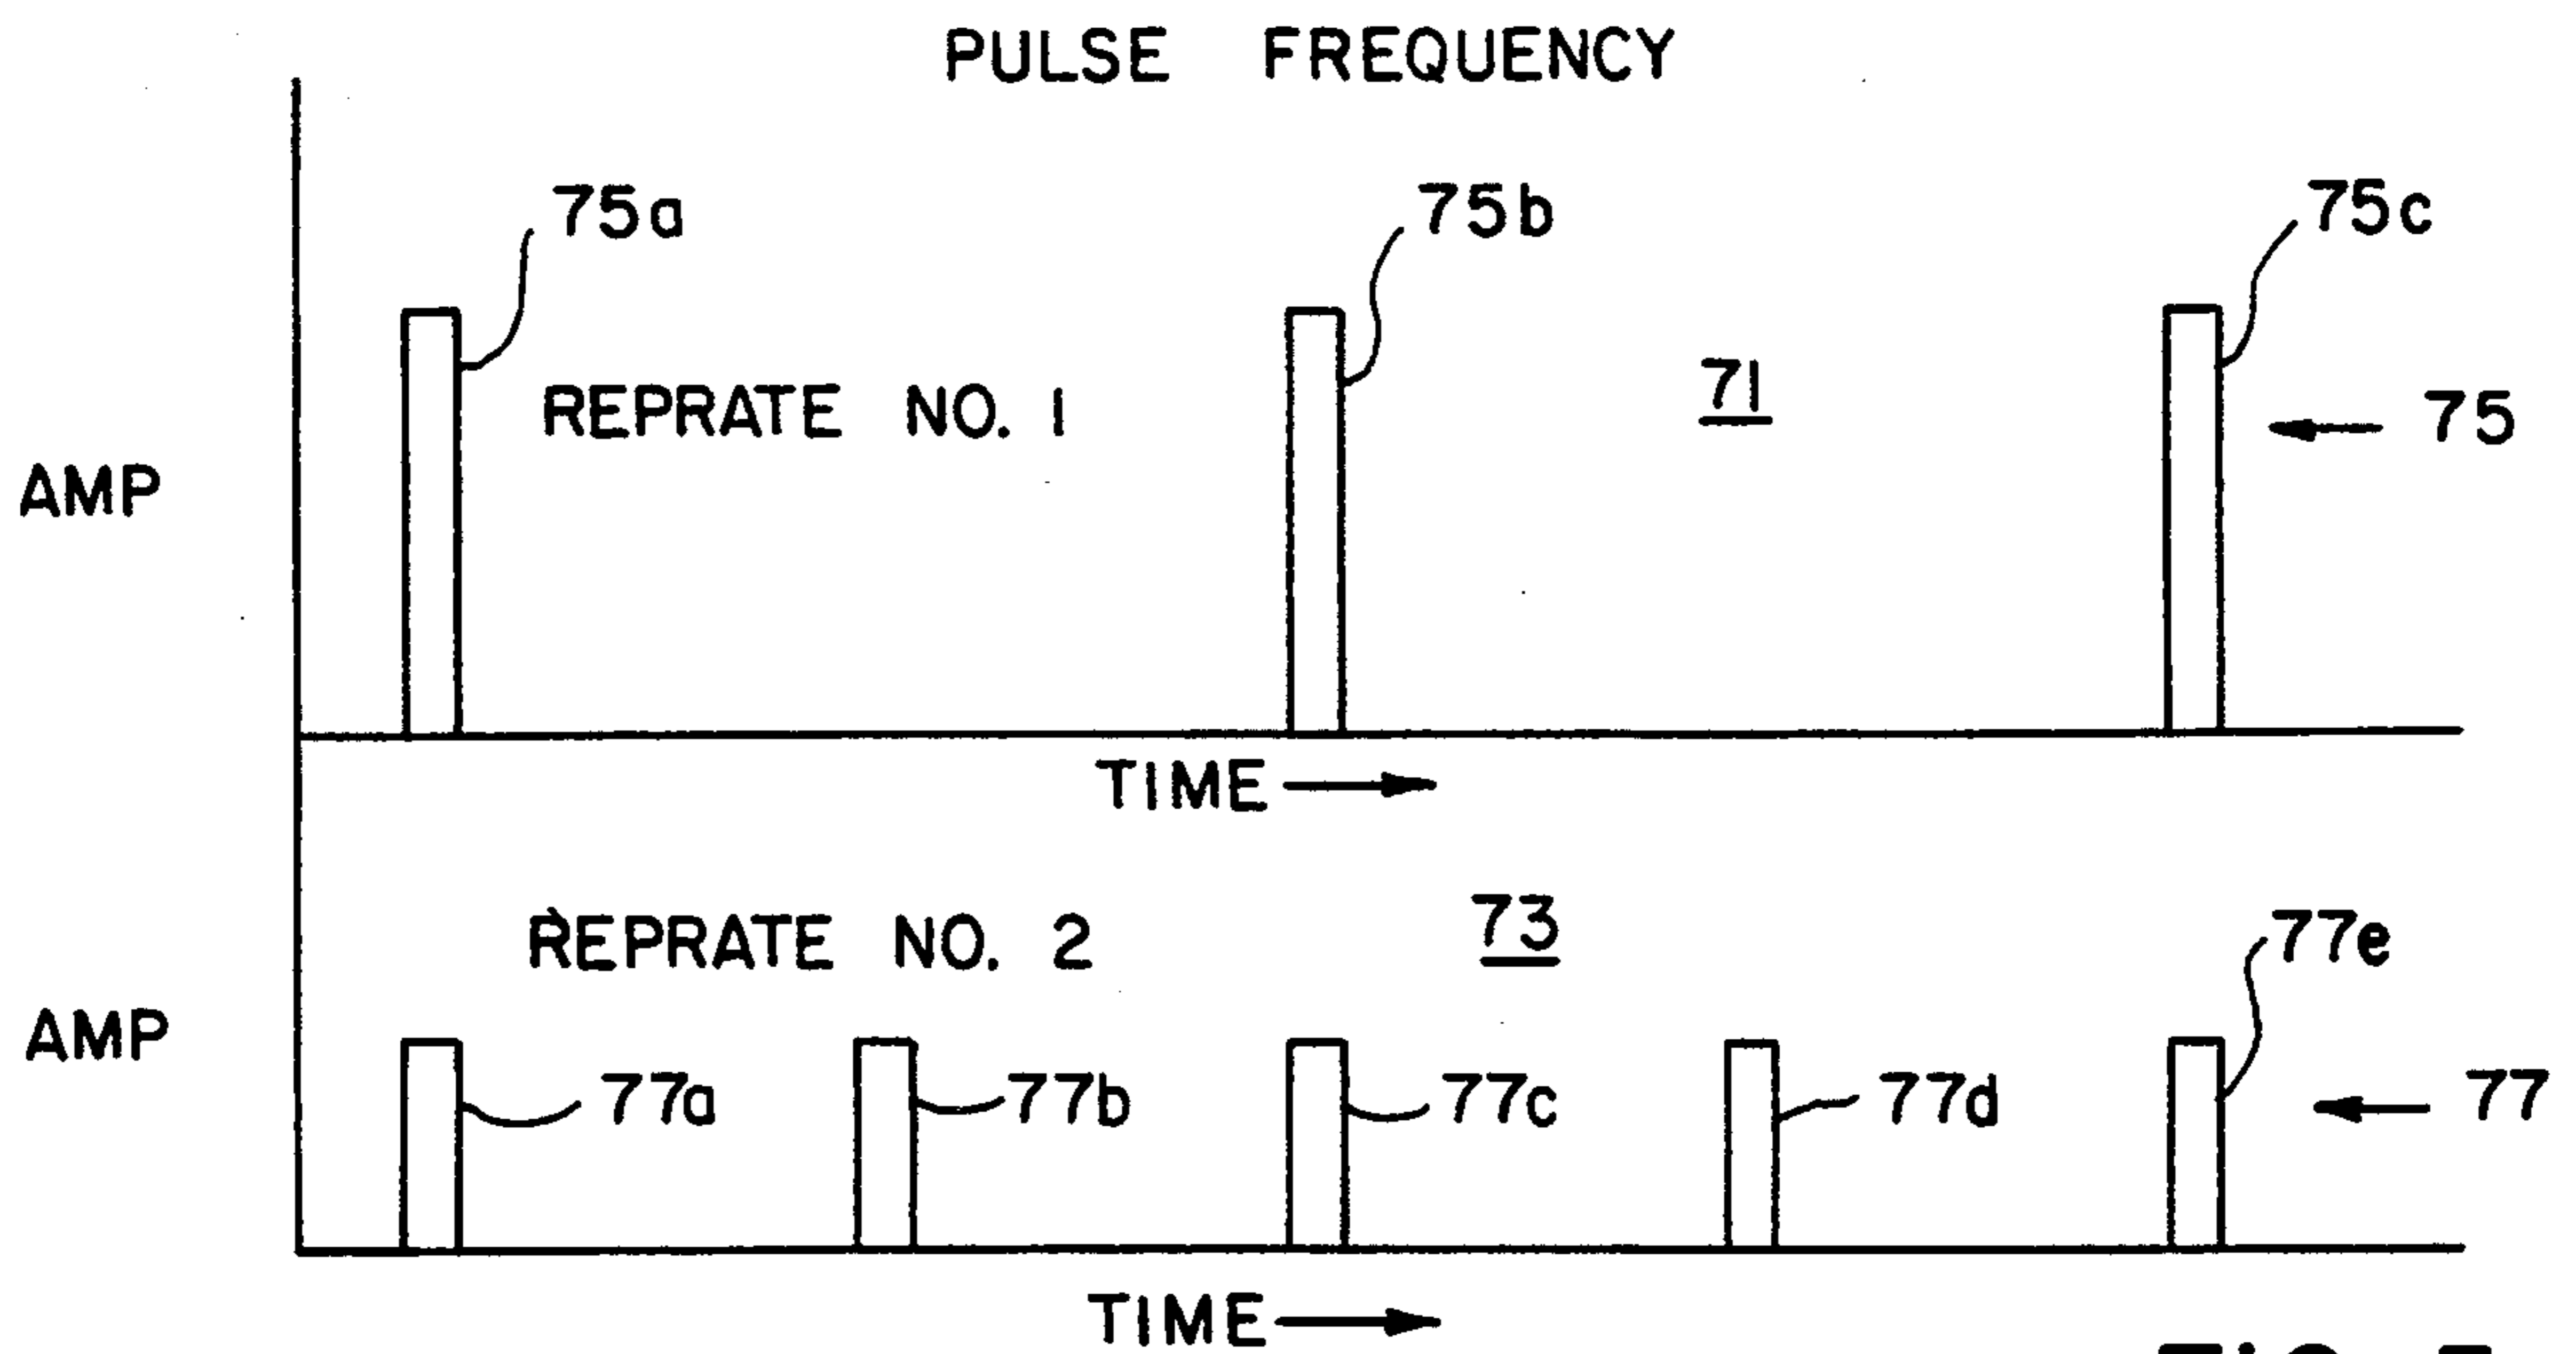 PULSE FREQUENCY
75a
75b
75c
REPRATE NO. 1
71
75
AMP
TIME
REPRATE NO. 2
73
77e
AMP
77a
77b
77c
77d
77
TIME